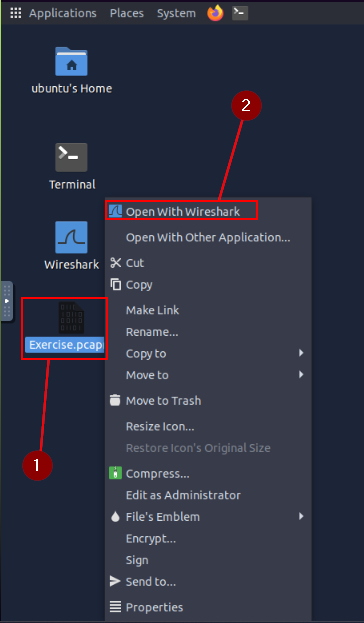 Applications Places System
2
ubuntu's Home
Terminal
Wireshark
Exercise.pcap
1
Open With Wireshark
Open With Other Application...
Cut
Copy
Make Link
Rename...
Copy to
Move to
Move to Trash
Resize Icon...
Restore Icon's Original Size
Compress...
Edit as Administrator
File's Emblem
Encrypt...
Sign
Send to...
Properties